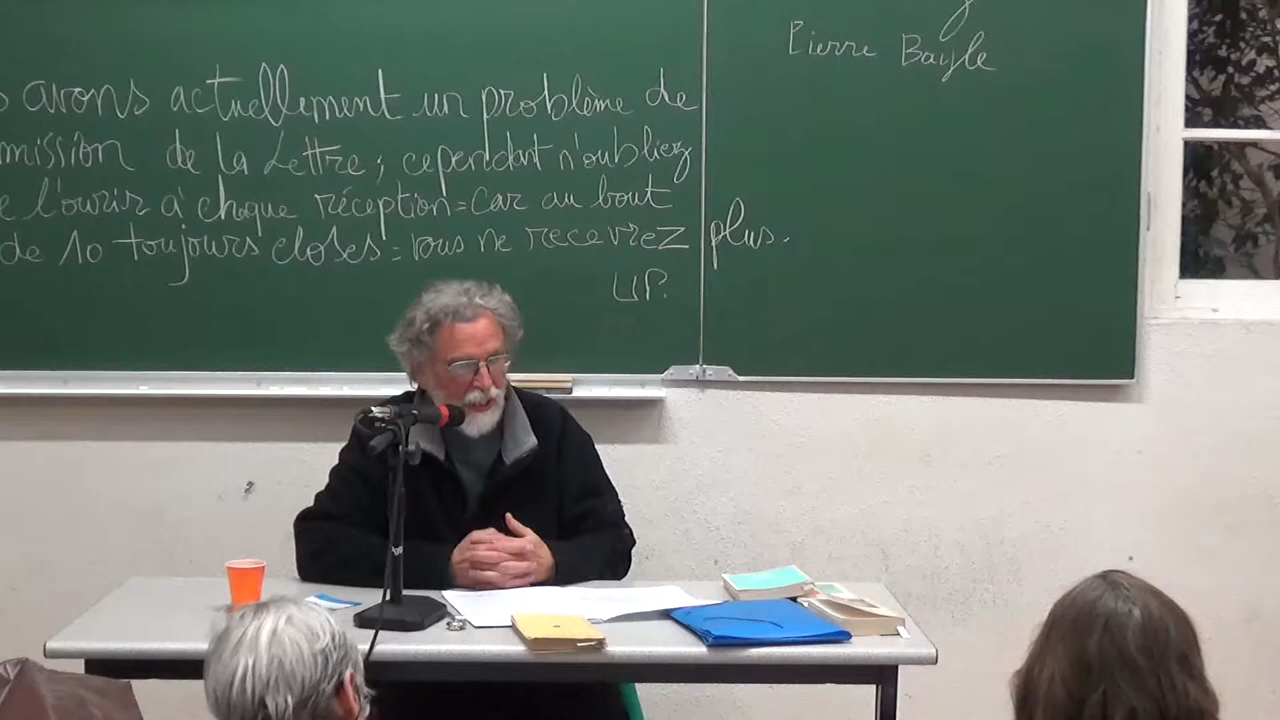 s avons actuellement un problème de
mission de la Lettre ; cependant n'oubliez
e l'ouvrir à chaque réception = car au bout
de 10 toujours closes = vous ne recevrez plus.
UP.
Pierre Bayle